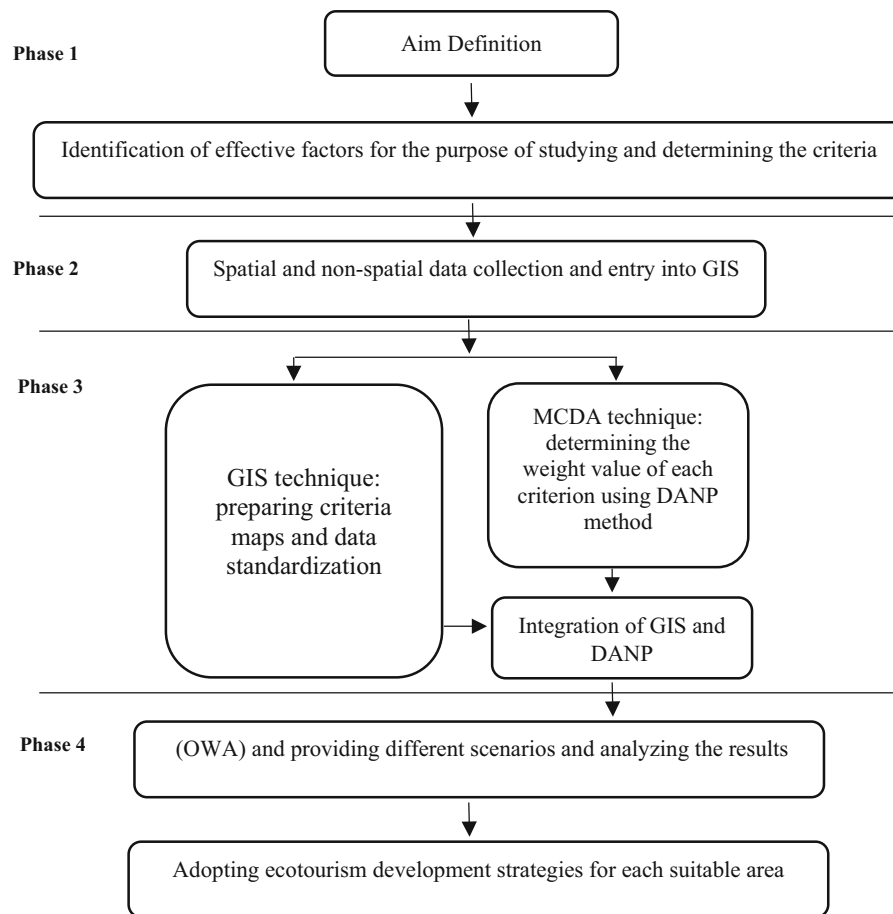 Phase 1
Aim Definition
Identification of effective factors for the purpose of studying and determining the criteria
Phase 2
Spatial and non-spatial data collection and entry into GIS
Phase 3
GIS technique:
preparing criteria
maps and data
standardization
MCDA technique:
determining the
weight value of each
criterion using DANP
method
Integration of GIS and
DANP
Phase 4
(OWA) and providing different scenarios and analyzing the results
Adopting ecotourism development strategies for each suitable area